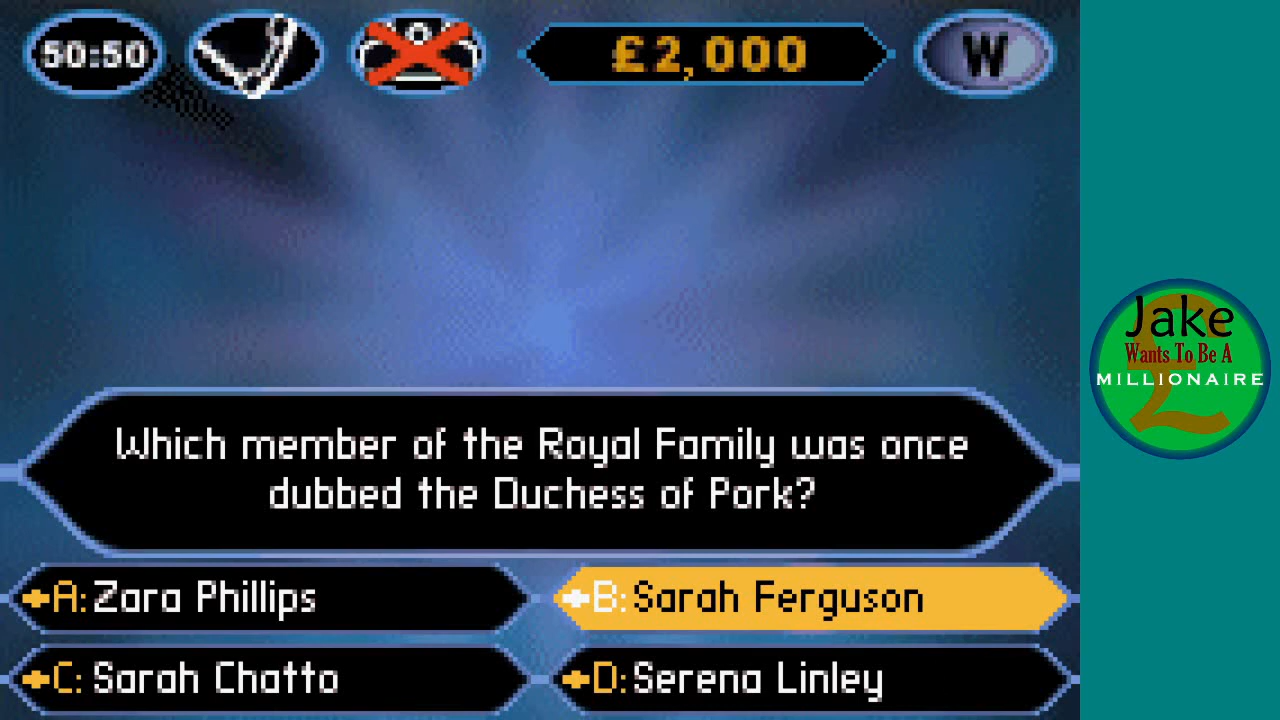 50:50
£2,000
W
Which member of the Royal Family was once
dubbed the Duchess of Pork?
A: Zara Phillips
B: Sarah Ferguson
C: Sarah Chatto
D: Serena Linley
Jake
Wants To Be A
MILLIONAIRE
£